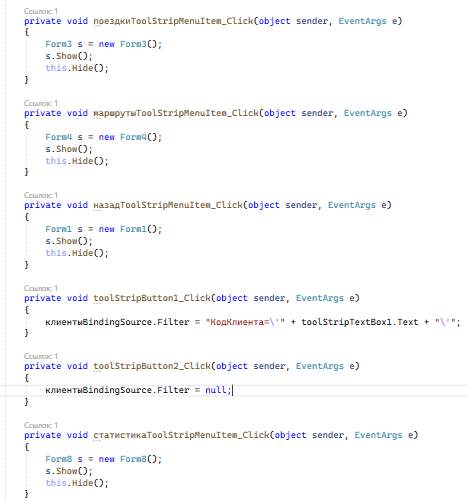 Ссылок: 1
private void поездкиToolStripMenuItem_Click(object sender, EventArgs e)
{
Form3 s = new Form3();
s.Show();
this.Hide();
}
Ссылок: 1
private void маршрутыToolStripMenuItem_Click(object sender, EventArgs e)
{
Form4 s = new Form4();
s.Show();
this.Hide();
}
Ссылок: 1
private void назадToolStripMenuItem_Click(object sender, EventArgs e)
{
Form1 s = new Form1();
s.Show();
this.Hide();
}
Ссылок: 1
private void toolStripButton1_Click(object sender, EventArgs e)
{
клиентыBindingSource.Filter = "КодКлиента=\'" + toolStripTextBox1.Text + "\'";
}
Ссылок: 1
private void toolStripButton2_Click(object sender, EventArgs e)
{
клиентыBindingSource.Filter = null;
}
Ссылок: 1
private void статистикаToolStripMenuItem_Click(object sender, EventArgs e)
{
Form8 s = new Form8();
s.Show();
this.Hide();
}